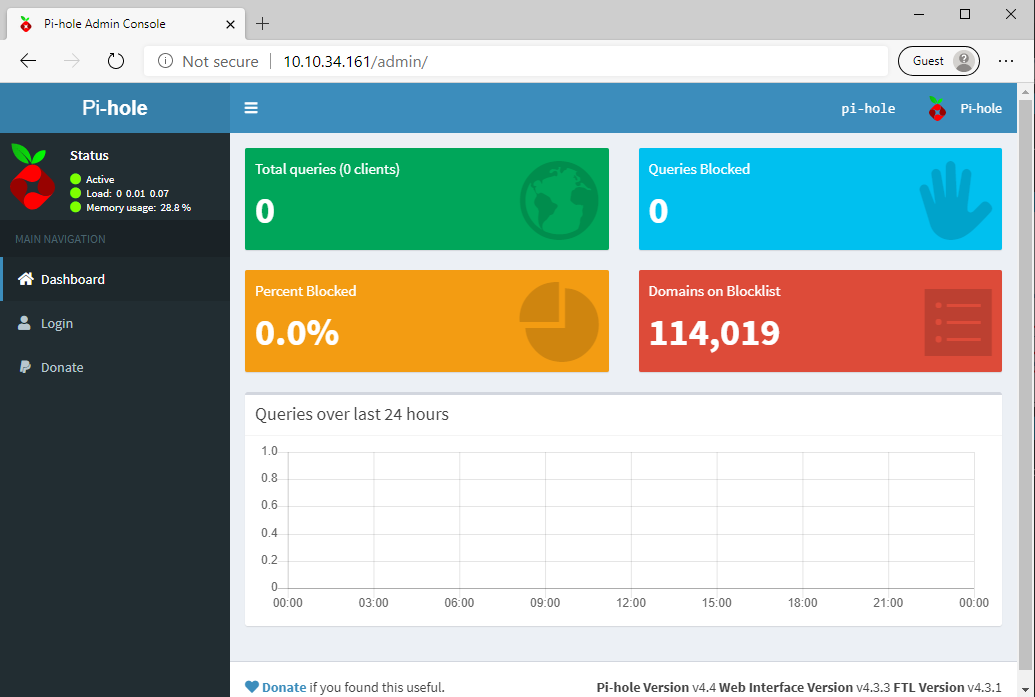 Pi-hole Admin Console
Not secure 10.10.34.161/admin/ Guest
Pi-hole pi-hole Pi-hole
Status
Active
Load: 0 0.01 0.07
Memory usage: 28.8 %
MAIN NAVIGATION
Dashboard
Login
Donate
Total queries (0 clients)
0
Queries Blocked
0
Percent Blocked
0.0%
Domains on Blocklist
114,019
Queries over last 24 hours
1.0
0.8
0.6
0.4
0.2
0
00:00 03:00 06:00 09:00 12:00 15:00 18:00 21:00 00:00
Donate if you found this useful. Pi-hole Version v4.4 Web Interface Version v4.3.3 FTL Version v4.3.1